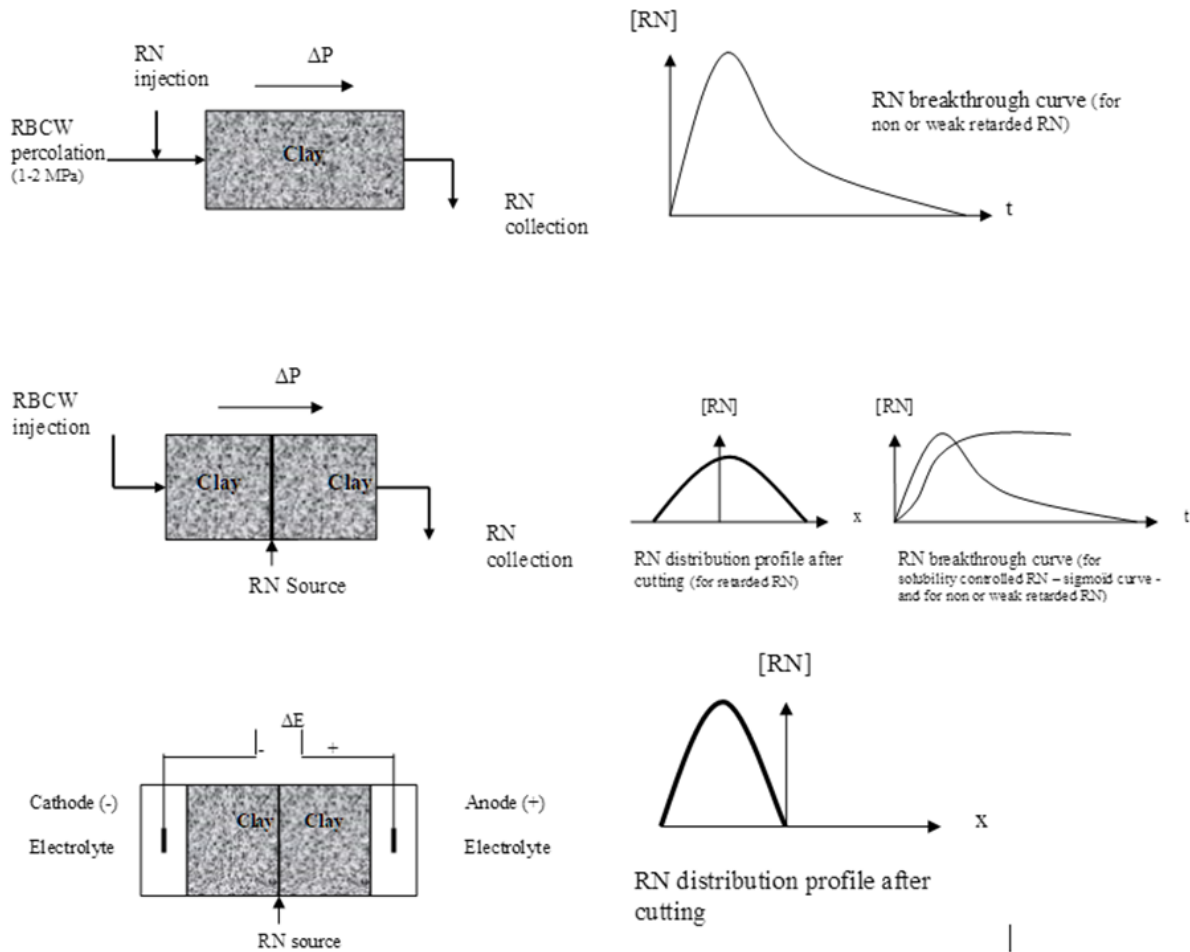 RN
injection
ΔP
RBCW
percolation
(1-2 MPa)
Clay
RN
collection
[RN]
RN breakthrough curve (for
non or weak retarded RN)
t
ΔP
RBCW
injection
Clay
Clay
RN
collection
RN Source
[RN]
x
RN distribution profile after
cutting (for retarded RN)
[RN]
t
RN breakthrough curve (for
solubility controlled RN – sigmoïd curve -
and for non or weak retarded RN)
ΔE
- +
Cathode (-)
Electrolyte
Clay
Clay
Anode (+)
Electrolyte
RN source
[RN]
x
RN distribution profile after
cutting